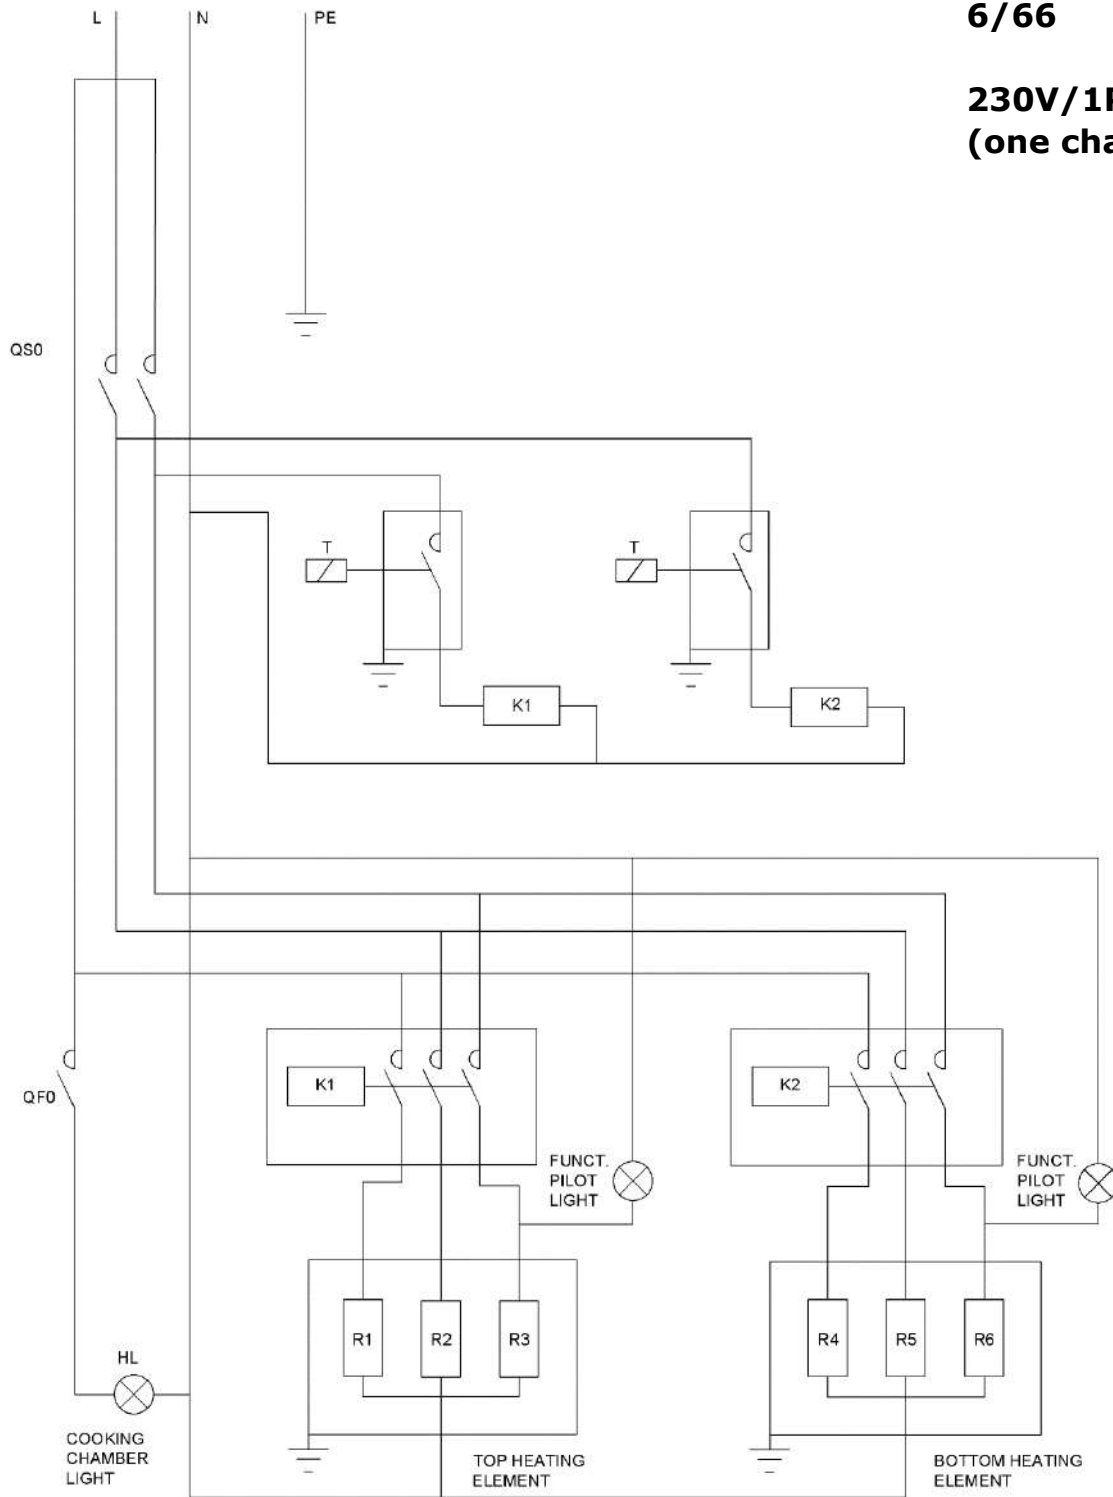 L
N
PE
6/66
230V/1P
(one cha
QS0
T
T
K1
K2
QF0
K1
K2
FUNCT.
PILOT
LIGHT
FUNCT.
PILOT
LIGHT
R1
R2
R3
R4
R5
R6
HL
COOKING
CHAMBER
LIGHT
TOP HEATING
ELEMENT
BOTTOM HEATING
ELEMENT